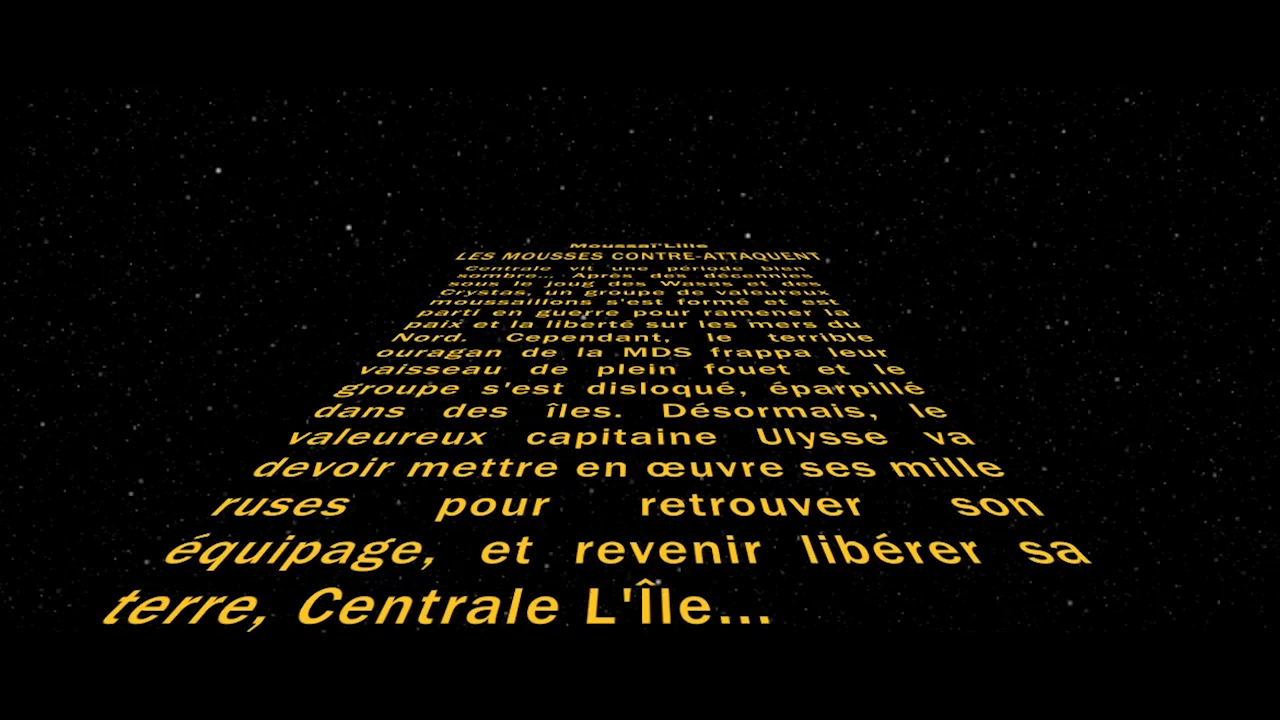 Moussaï'Lille
LES MOUSSES CONTRE-ATTAQUENT
Centrale vit une période bien
sombre... Après des décennies
sous le joug des Wasas et des
Crystas, un groupe de valeureux
moussaillons s'est formé et est
parti en guerre pour ramener la
paix et la liberté sur les mers du
Nord. Cependant, le terrible
ouragan de la MDS frappa leur
vaisseau de plein fouet et le
groupe s'est disloqué, éparpillé
dans des îles. Désormais, le
valeureux capitaine Ulysse va
devoir mettre en œuvre ses mille
ruses pour retrouver son
équipage, et revenir libérer sa
terre, Centrale L'Île...